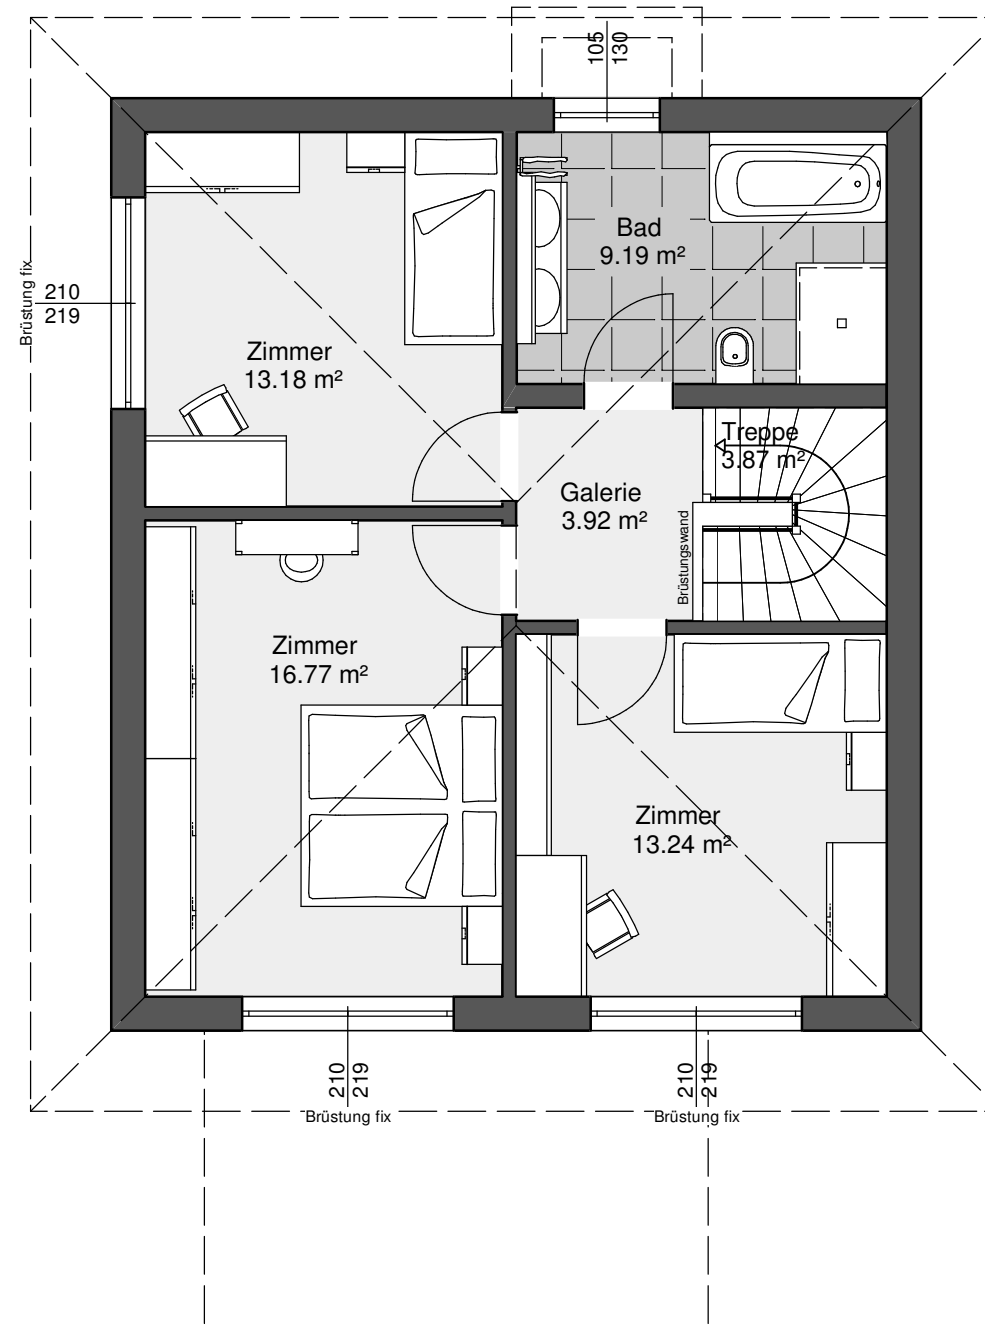 105
130
Bad
9.19 m²
Brüstung fix
210
219
Zimmer
13.18 m²
Treppe
3.87 m²
Galerie
3.92 m²
Brüstungswand
Zimmer
16.77 m²
Zimmer
13.24 m²
210
219
Brüstung fix
210
219
Brüstung fix